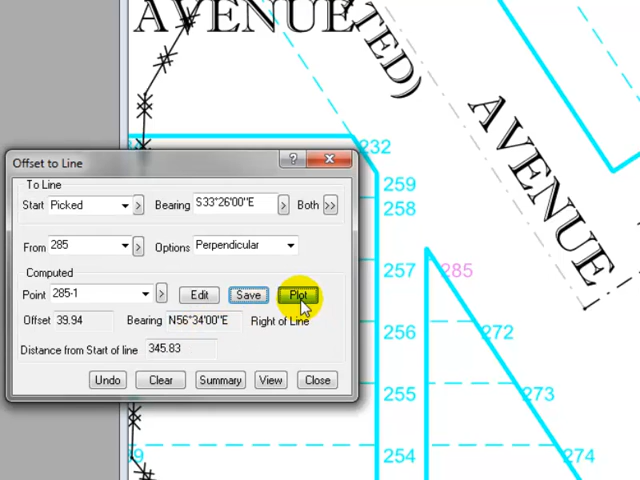 AVENUE
TED)
AVENUE
232
259
258
257
285
256
272
255
273
254
274
Offset to Line
?
To Line
Start Picked > Bearing S33°26'00"E > Both >>
From 285 > Options Perpendicular
Computed
Point 285-1 > Edit Save Plot
Offset 39.94 Bearing N56°34'00"E Right of Line
Distance from Start of line 345.83
Undo Clear Summary View Close